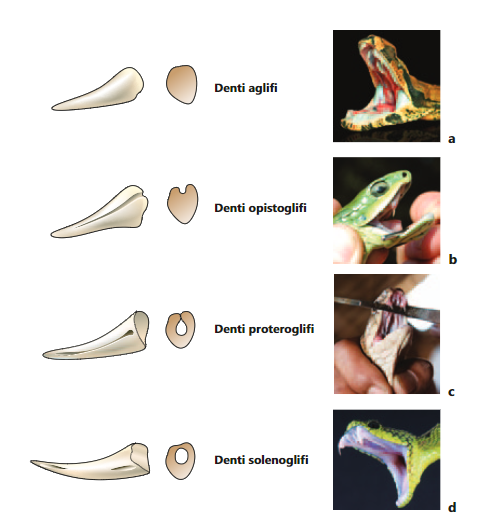 Denti aglifi
a
Denti opistoglifi
b
Denti proteroglifi
c
Denti solenoglifi
d